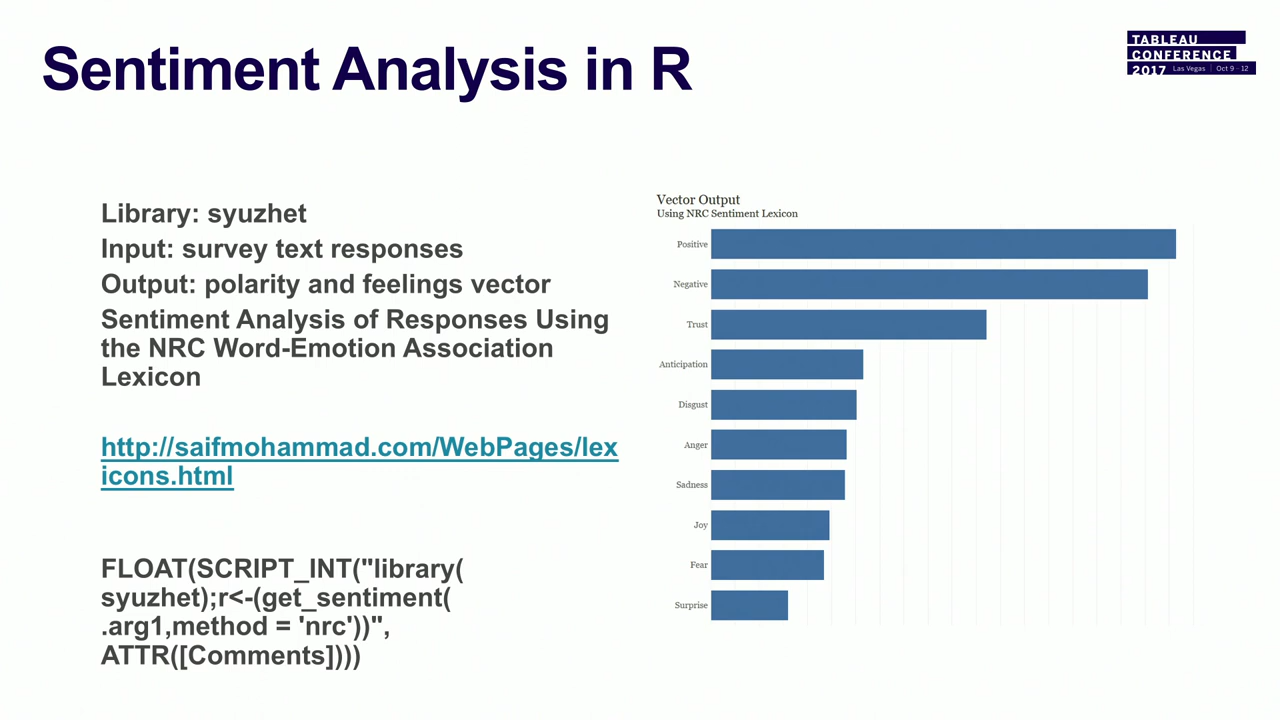 Sentiment Analysis in R
TABLEAU
CONFERENCE
2017 Las Vegas | Oct 9 - 12
Library: syuzhet
Input: survey text responses
Output: polarity and feelings vector
Sentiment Analysis of Responses Using
the NRC Word-Emotion Association
Lexicon
http://saifmohammad.com/WebPages/lex
icons.html
FLOAT(SCRIPT_INT("library(
syuzhet);r<-(get_sentiment(
.arg1,method = 'nrc'))",
ATTR([Comments])))
Vector Output
Using NRC Sentiment Lexicon
Positive
Negative
Trust
Anticipation
Disgust
Anger
Sadness
Joy
Fear
Surprise